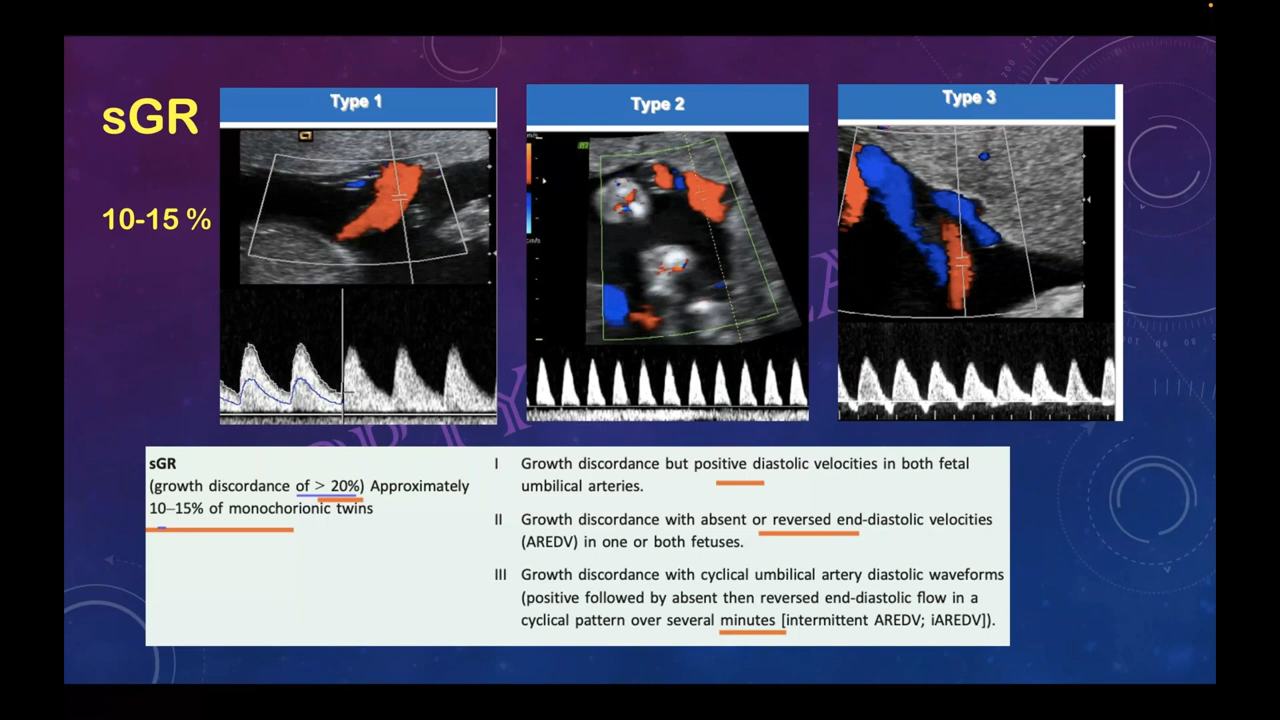 sGR
10-15 %
Type 1
Type 2
Type 3
sGR
(growth discordance of > 20%) Approximately
10–15% of monochorionic twins
I Growth discordance but positive diastolic velocities in both fetal
umbilical arteries.
II Growth discordance with absent or reversed end-diastolic velocities
(AREDV) in one or both fetuses.
III Growth discordance with cyclical umbilical artery diastolic waveforms
(positive followed by absent then reversed end-diastolic flow in a
cyclical pattern over several minutes [intermittent AREDV; iAREDV]).